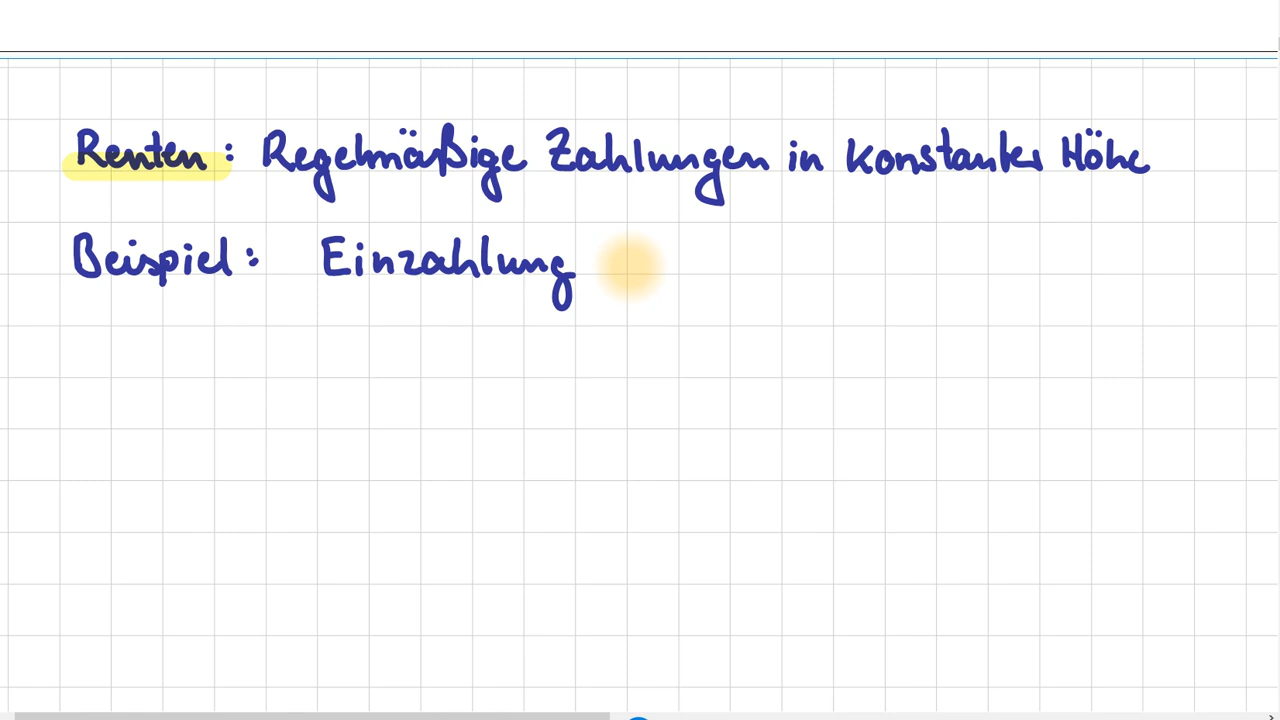 Renten: Regelmäßige Zahlungen in konstanter Höhe
Beispiel: Einzahlung